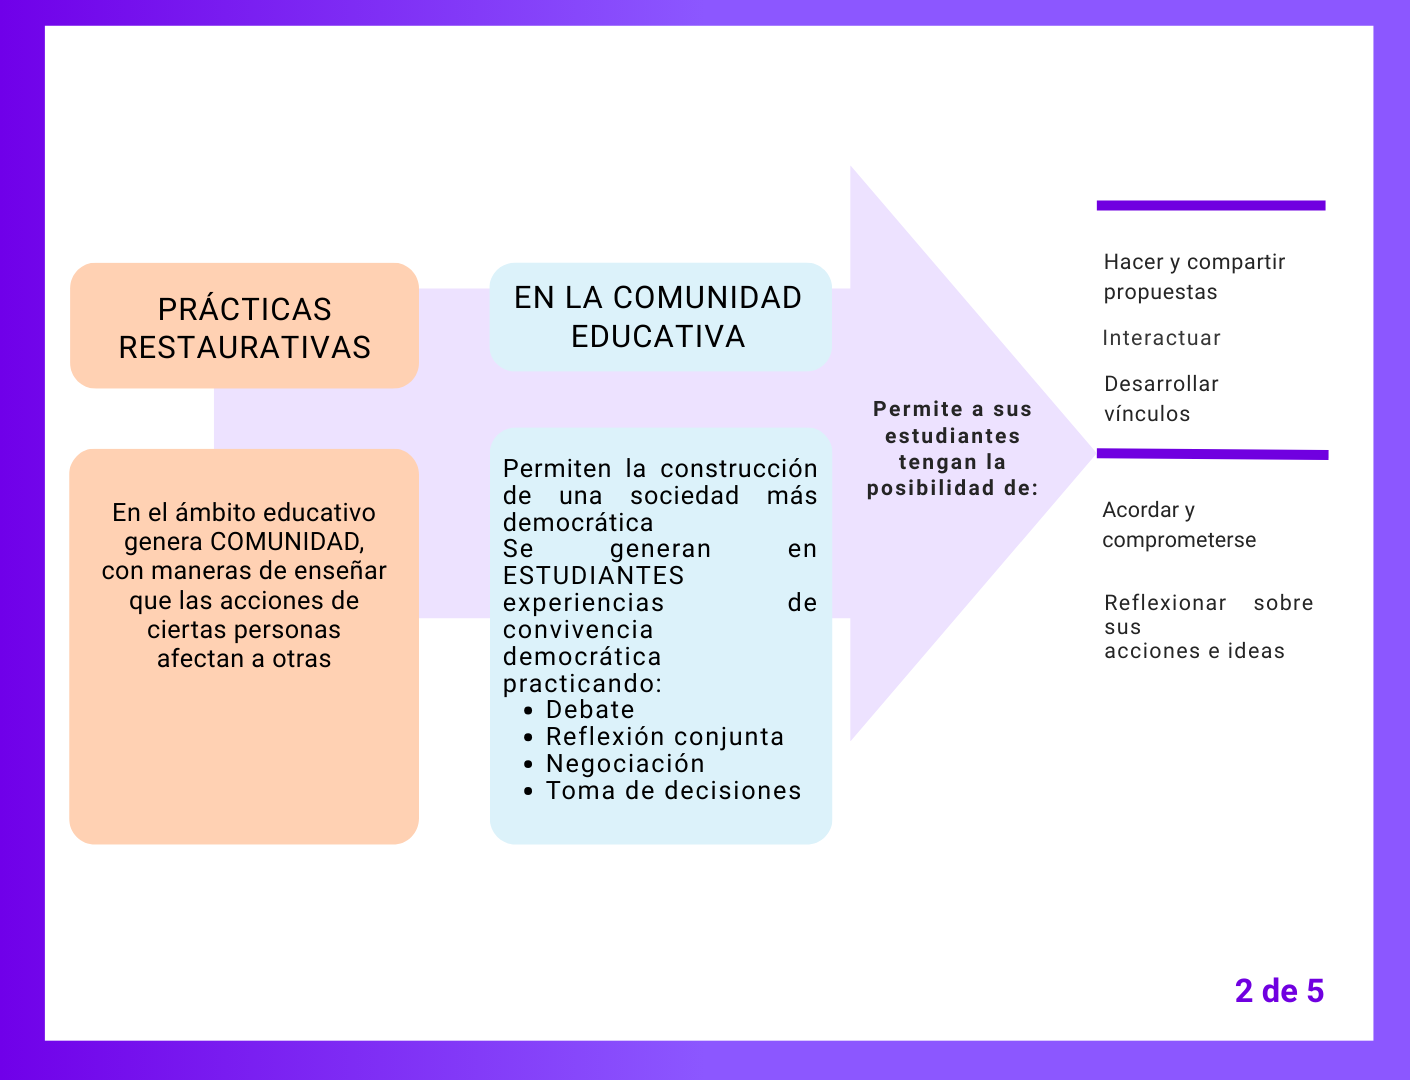 PRÁCTICAS
RESTAURATIVAS
En el ámbito educativo
genera COMUNIDAD,
con maneras de enseñar
que las acciones de
ciertas personas
afectan a otras
EN LA COMUNIDAD
EDUCATIVA
Permiten la construcción
de una sociedad más
democrática
Se generan en
ESTUDIANTES
experiencias de
convivencia
democrática
practicando:
• Debate
• Reflexión conjunta
• Negociación
• Toma de decisiones
Permite a sus
estudiantes
tengan la
posibilidad de:
Hacer y compartir
propuestas
Interactuar
Desarrollar
vínculos
Acordar y
comprometerse
Reflexionar sobre
sus
acciones e ideas
2 de 5